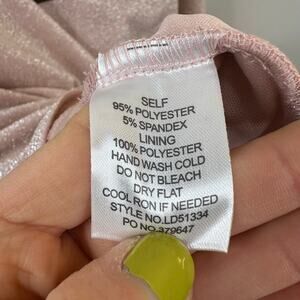 SELF
95% POLYESTER
5% SPANDEX
LINING
100% POLYESTER
HAND WASH COLD
DO NOT BLEACH
DRY FLAT
COOL RON IF NEEDED
STYLE NO.LD51334
PO NO.379647